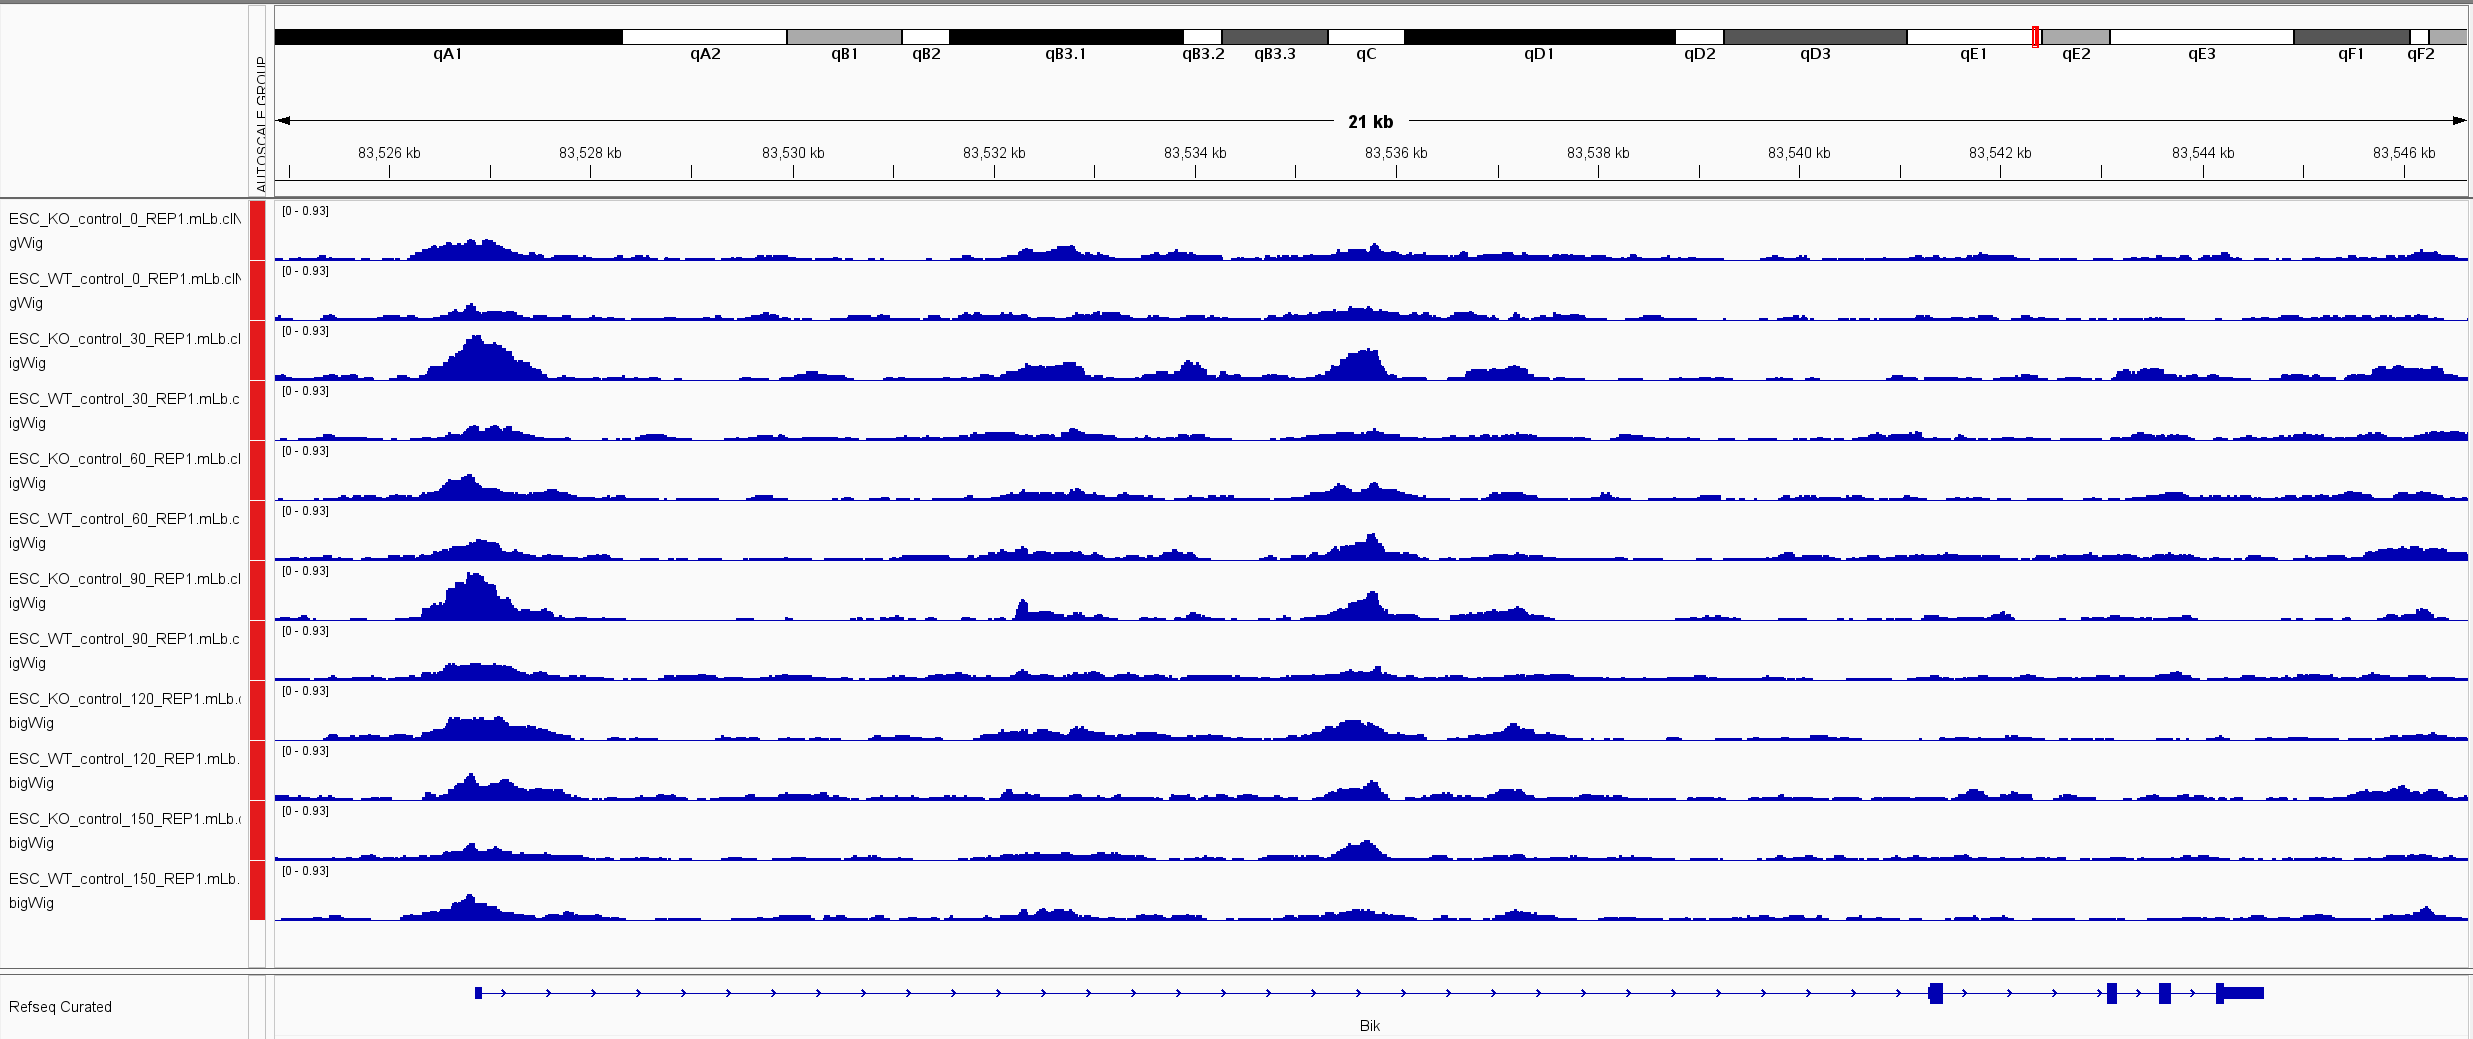 qA1 qA2 qB1 qB2 qB3.1 qB3.2 qB3.3 qC qD1 qD2 qD3 qE1 qE2 qE3 qF1 qF2
AUTOSCALE GROUP
21 kb
83,526 kb 83,528 kb 83,530 kb 83,532 kb 83,534 kb 83,536 kb 83,538 kb 83,540 kb 83,542 kb 83,544 kb 83,546 kb
[0 - 0.93]
ESC_KO_control_0_REP1.mLb.clN
gWig
[0 - 0.93]
ESC_WT_control_0_REP1.mLb.clN
gWig
[0 - 0.93]
ESC_KO_control_30_REP1.mLb.cl
igWig
[0 - 0.93]
ESC_WT_control_30_REP1.mLb.c
igWig
[0 - 0.93]
ESC_KO_control_60_REP1.mLb.cl
igWig
[0 - 0.93]
ESC_WT_control_60_REP1.mLb.c
igWig
[0 - 0.93]
ESC_KO_control_90_REP1.mLb.cl
igWig
[0 - 0.93]
ESC_WT_control_90_REP1.mLb.c
igWig
[0 - 0.93]
ESC_KO_control_120_REP1.mLb.
bigWig
[0 - 0.93]
ESC_WT_control_120_REP1.mLb.
bigWig
[0 - 0.93]
ESC_KO_control_150_REP1.mLb.
bigWig
[0 - 0.93]
ESC_WT_control_150_REP1.mLb.
bigWig
Refseq Curated
Bik